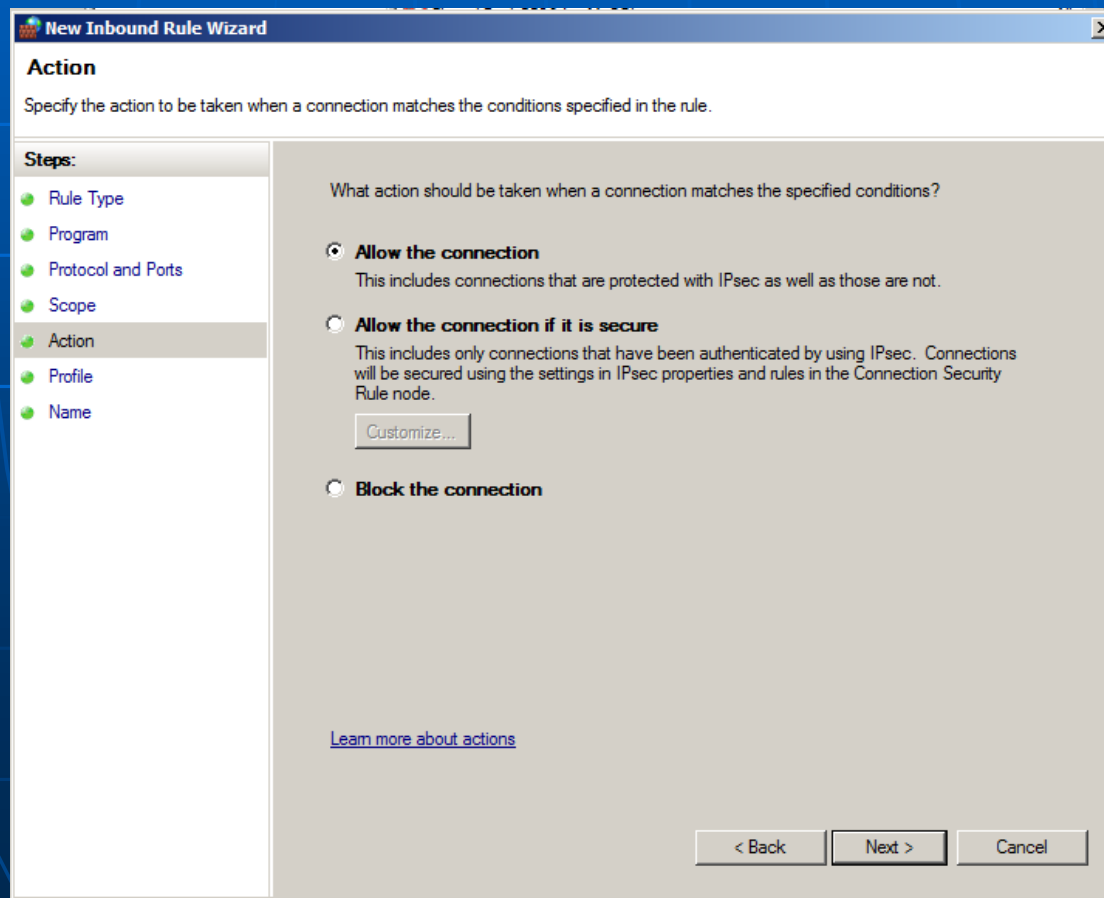 New Inbound Rule Wizard
Action
Specify the action to be taken when a connection matches the conditions specified in the rule.
Steps:
Rule Type
Program
Protocol and Ports
Scope
Action
Profile
Name
What action should be taken when a connection matches the specified conditions?
Allow the connection
This includes connections that are protected with IPsec as well as those are not.
Allow the connection if it is secure
This includes only connections that have been authenticated by using IPsec. Connections
will be secured using the settings in IPsec properties and rules in the Connection Security
Rule node.
Customize...
Block the connection
Learn more about actions
< Back
Next >
Cancel